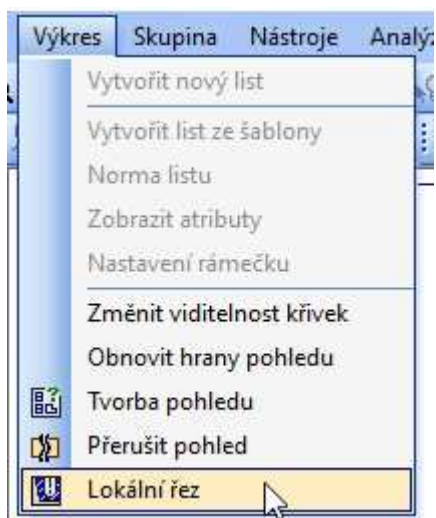 Výkres Skupina Nástroje Analýz
Vytvořit nový list
Vytvořit list ze šablony
Norma listu
Zobrazit atributy
Nastavení rámečku
Změnit viditelnost křivek
Obnovit hrany pohledu
Tvorba pohledu
Přerušit pohled
Lokální řez